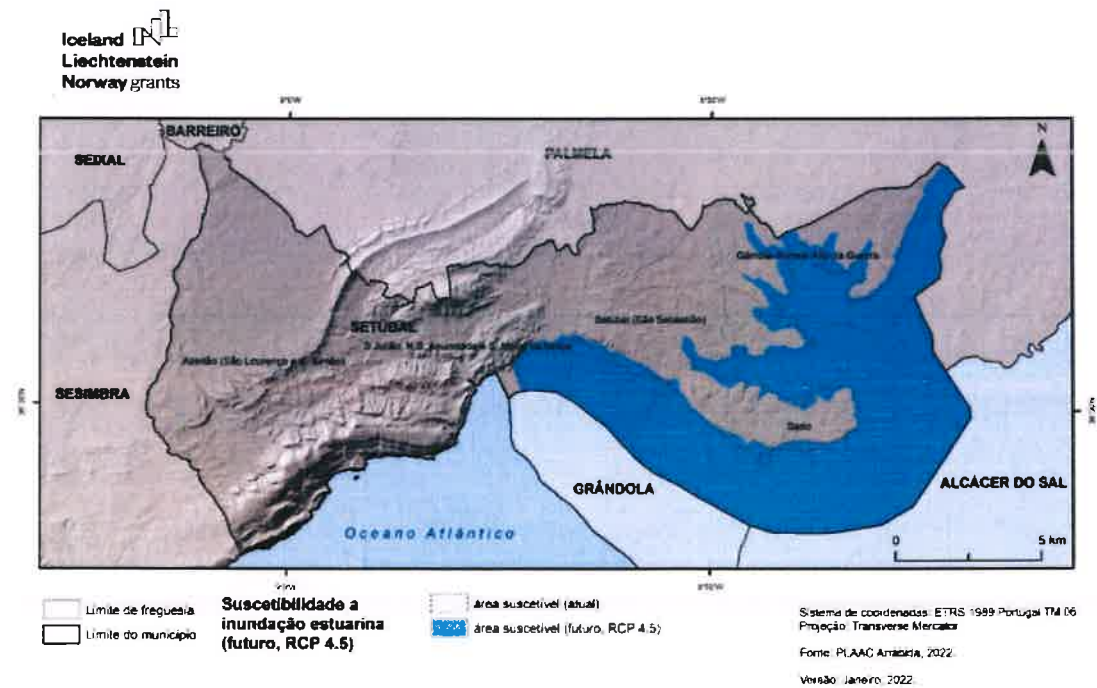 Iceland
Liechtenstein
Norway grants
BARREIRO
SEIXAL
PALMELA
N
SETÚBAL
Setúbal (São Sebastião)
SESIMBRA
Sado
GRÂNDOLA
ALCÁCER DO SAL
Oceano Atlântico
0
5 km
Limite de freguesia
Limite do município
Suscetibilidade a
inundação estuarina
(futuro, RCP 4.5)
área suscetível (atual)
área suscetível (futuro, RCP 4.5)
Sistema de coordenadas: ETRS 1989 Portugal TM 06
Projeção: Transverse Mercator
Fonte: PLAAC Arrábida, 2022
Versão: Janeiro, 2022